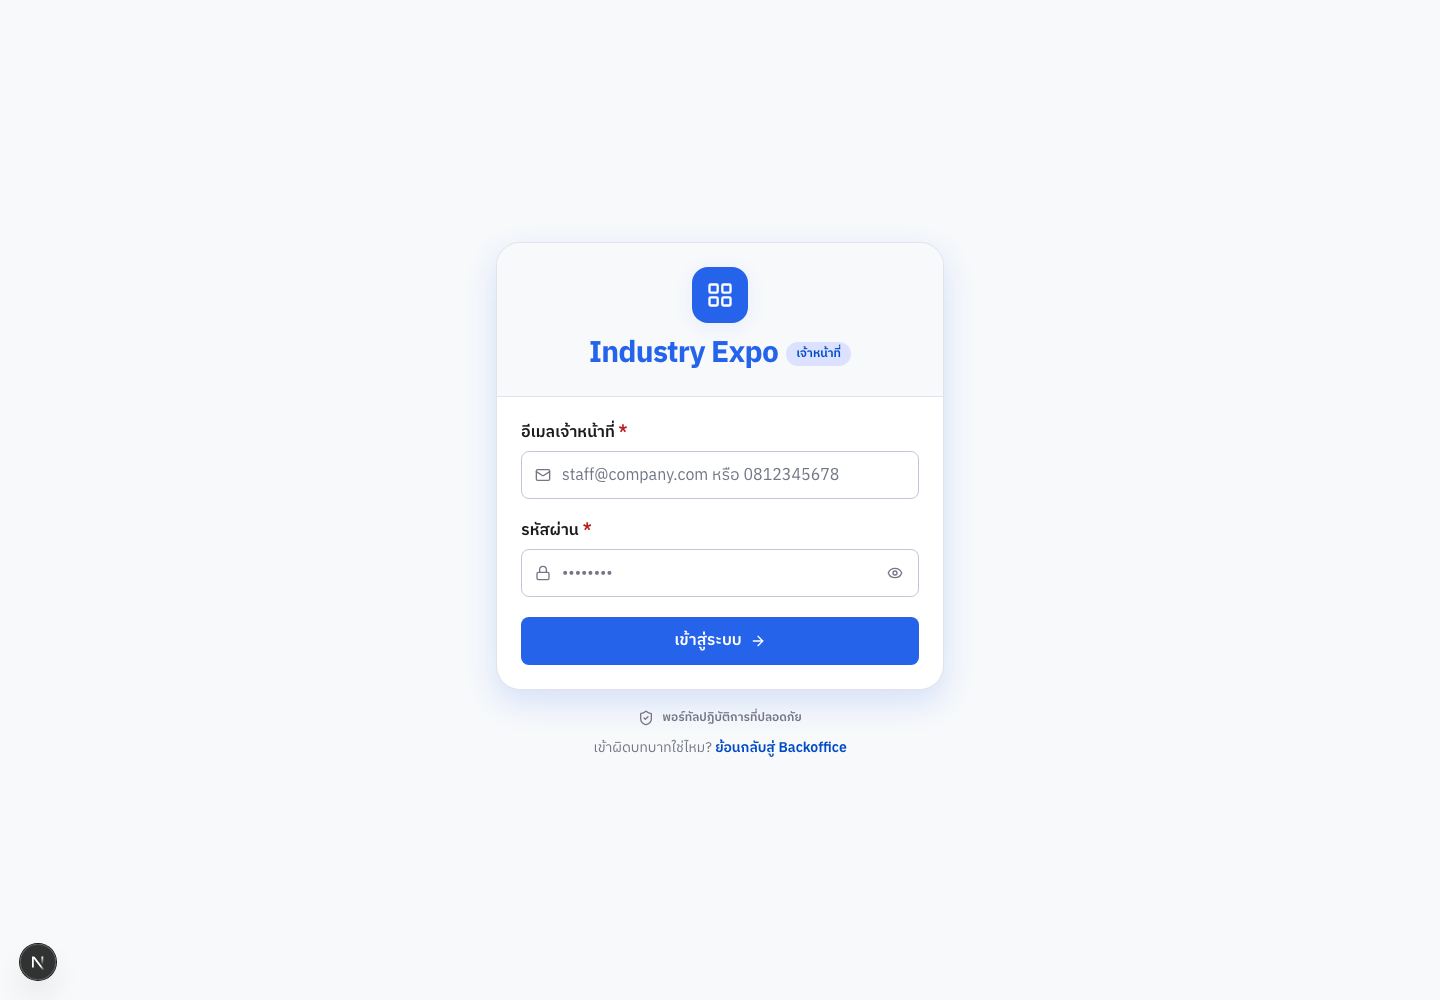 Industry Expo เจ้าหน้าที่
อีเมลเจ้าหน้าที่ *
staff@company.com หรือ 0812345678
รหัสผ่าน *
••••••••
เข้าสู่ระบบ →
พอร์ทัลปฏิบัติการที่ปลอดภัย
เข้าผิดบทบาทใช่ไหม? ย้อนกลับสู่ Backoffice
N